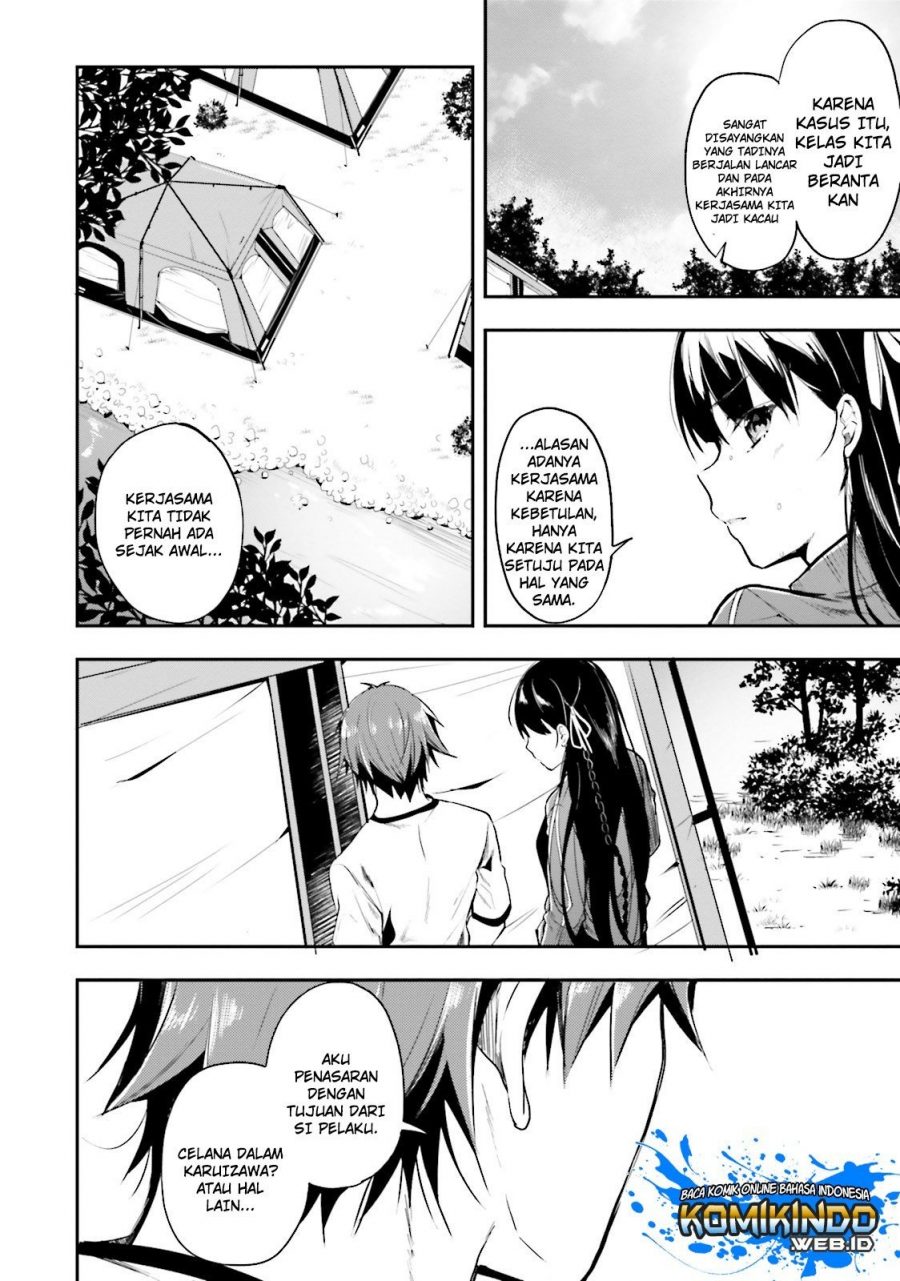 KARENA
KASUS ITU,
KELAS KITA
JADI
BERANTA
KAN
SANGAT
DISAYANGKAN
YANG TADINYA
BERJALAN LANCAR
DAN PADA
AKHIRNYA
KERJASAMA KITA
JADI KACAU
...ALASAN
ADANYA
KERJASAMA
KARENA
KEBETULAN,
HANYA
KARENA KITA
SETUJU PADA
HAL YANG
SAMA.
KERJASAMA
KITA TIDAK
PERNAH ADA
SEJAK AWAL...
AKU
PENASARAN
DENGAN
TUJUAN DARI
SI PELAKU.
CELANA DALAM
KARUIZAWA?
ATAU HAL
LAIN...
BACA KOMIK ONLINE BAHASA INDONESIA
KOMIKINDO
.WEB.ID